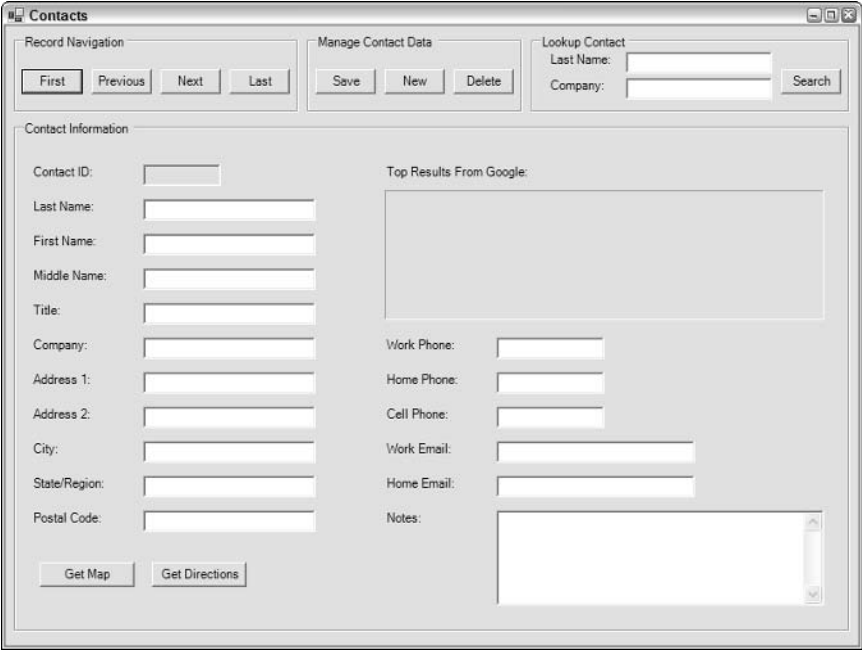 Contacts
Record Navigation
First Previous Next Last
Manage Contact Data
Save New Delete
Lookup Contact
Last Name:
Company:
Search
Contact Information
Contact ID:
Last Name:
First Name:
Middle Name:
Title:
Company:
Address 1:
Address 2:
City:
State/Region:
Postal Code:
Get Map Get Directions
Top Results From Google:
Work Phone:
Home Phone:
Cell Phone:
Work Email:
Home Email:
Notes: